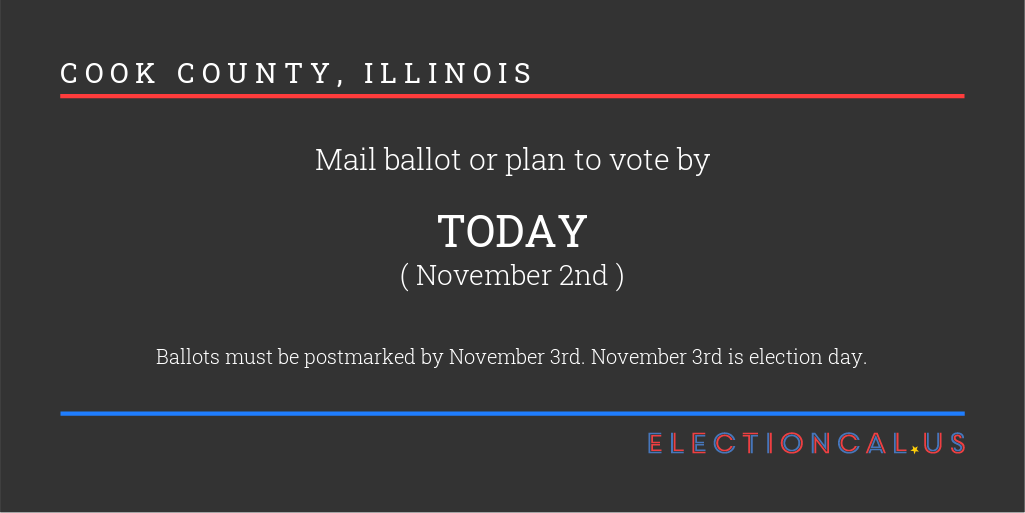 COOK COUNTY, ILLINOIS
Mail ballot or plan to vote by
TODAY
( November 2nd )
Ballots must be postmarked by November 3rd. November 3rd is election day.
ELECTIONCAL.US